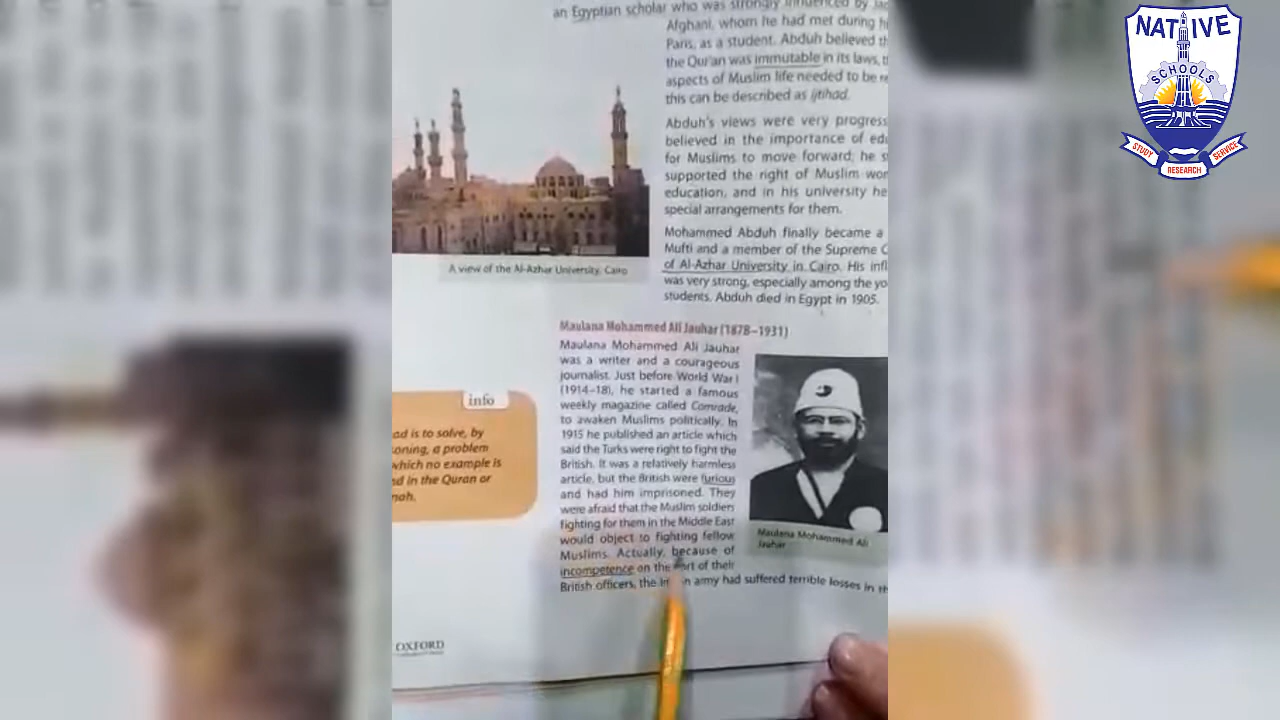 an Egyptian scholar who was strongly influenced by
Afghani, whom he had met during
Paris, as a student. Abduh believed
the Qur'an was immutable in its laws,
aspects of Muslim life needed to be
this can be described as ijtihad.
Abduh's views were very
believed in the importance of
for Muslims to move forward; he
supported the right of Muslim
education, and in his university he
special arrangements for them.
Mohammed Abduh finally became a
Mufti and a member of the Supreme
of Al-Azhar University in Cairo. His
was very strong, especially among the
students. Abduh died in Egypt in 1905.
A view of the Al-Azhar University, Cairo
Maulana Mohammed Ali Jauhar (1878–1931)
Maulana Mohammed Ali Jauhar
was a writer and a courageous
journalist. Just before World War I
(1914–18), he started a famous
weekly magazine called Comrade,
to awaken Muslims politically. In
1915 he published an article which
said the Turks were right to fight the
British. It was a relatively harmless
article, but the British were furious
and had him imprisoned. They
were afraid that the Muslim soldiers
fighting for them in the Middle East
would object to fighting fellow
Muslims. Actually, because of
incompetence on the part of their
British officers, the army had suffered terrible losses in
Maulana Mohammed Ali
Jauhar
info
is to solve, by
a problem
which no example is
in the Quran or
OXFORD
NATIVE
SCHOOLS
STUDY
RESEARCH
SERVICE